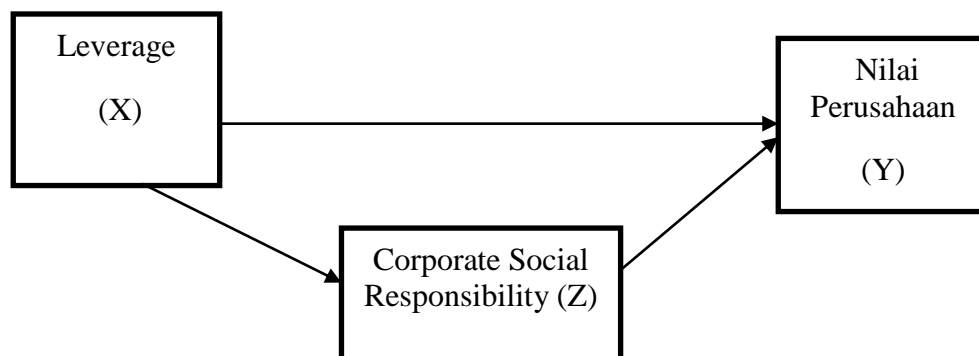 Leverage
(X)
Nilai
Perusahaan
(Y)
Corporate Social
Responsibility (Z)